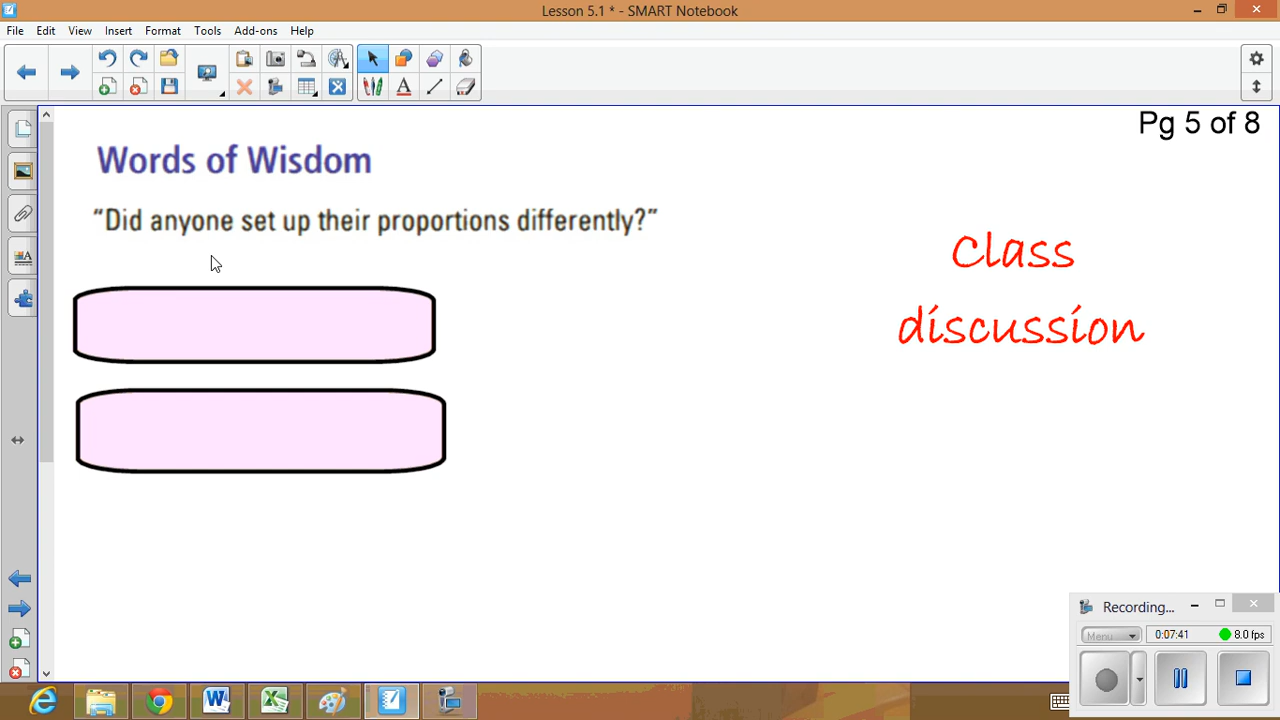 Lesson 5.1 * - SMART Notebook
File Edit View Insert Format Tools Add-ons Help
Pg 5 of 8
Words of Wisdom
“Did anyone set up their proportions differently?”
Class
discussion
Recording...
Menu 0:07:41 8.0 fps